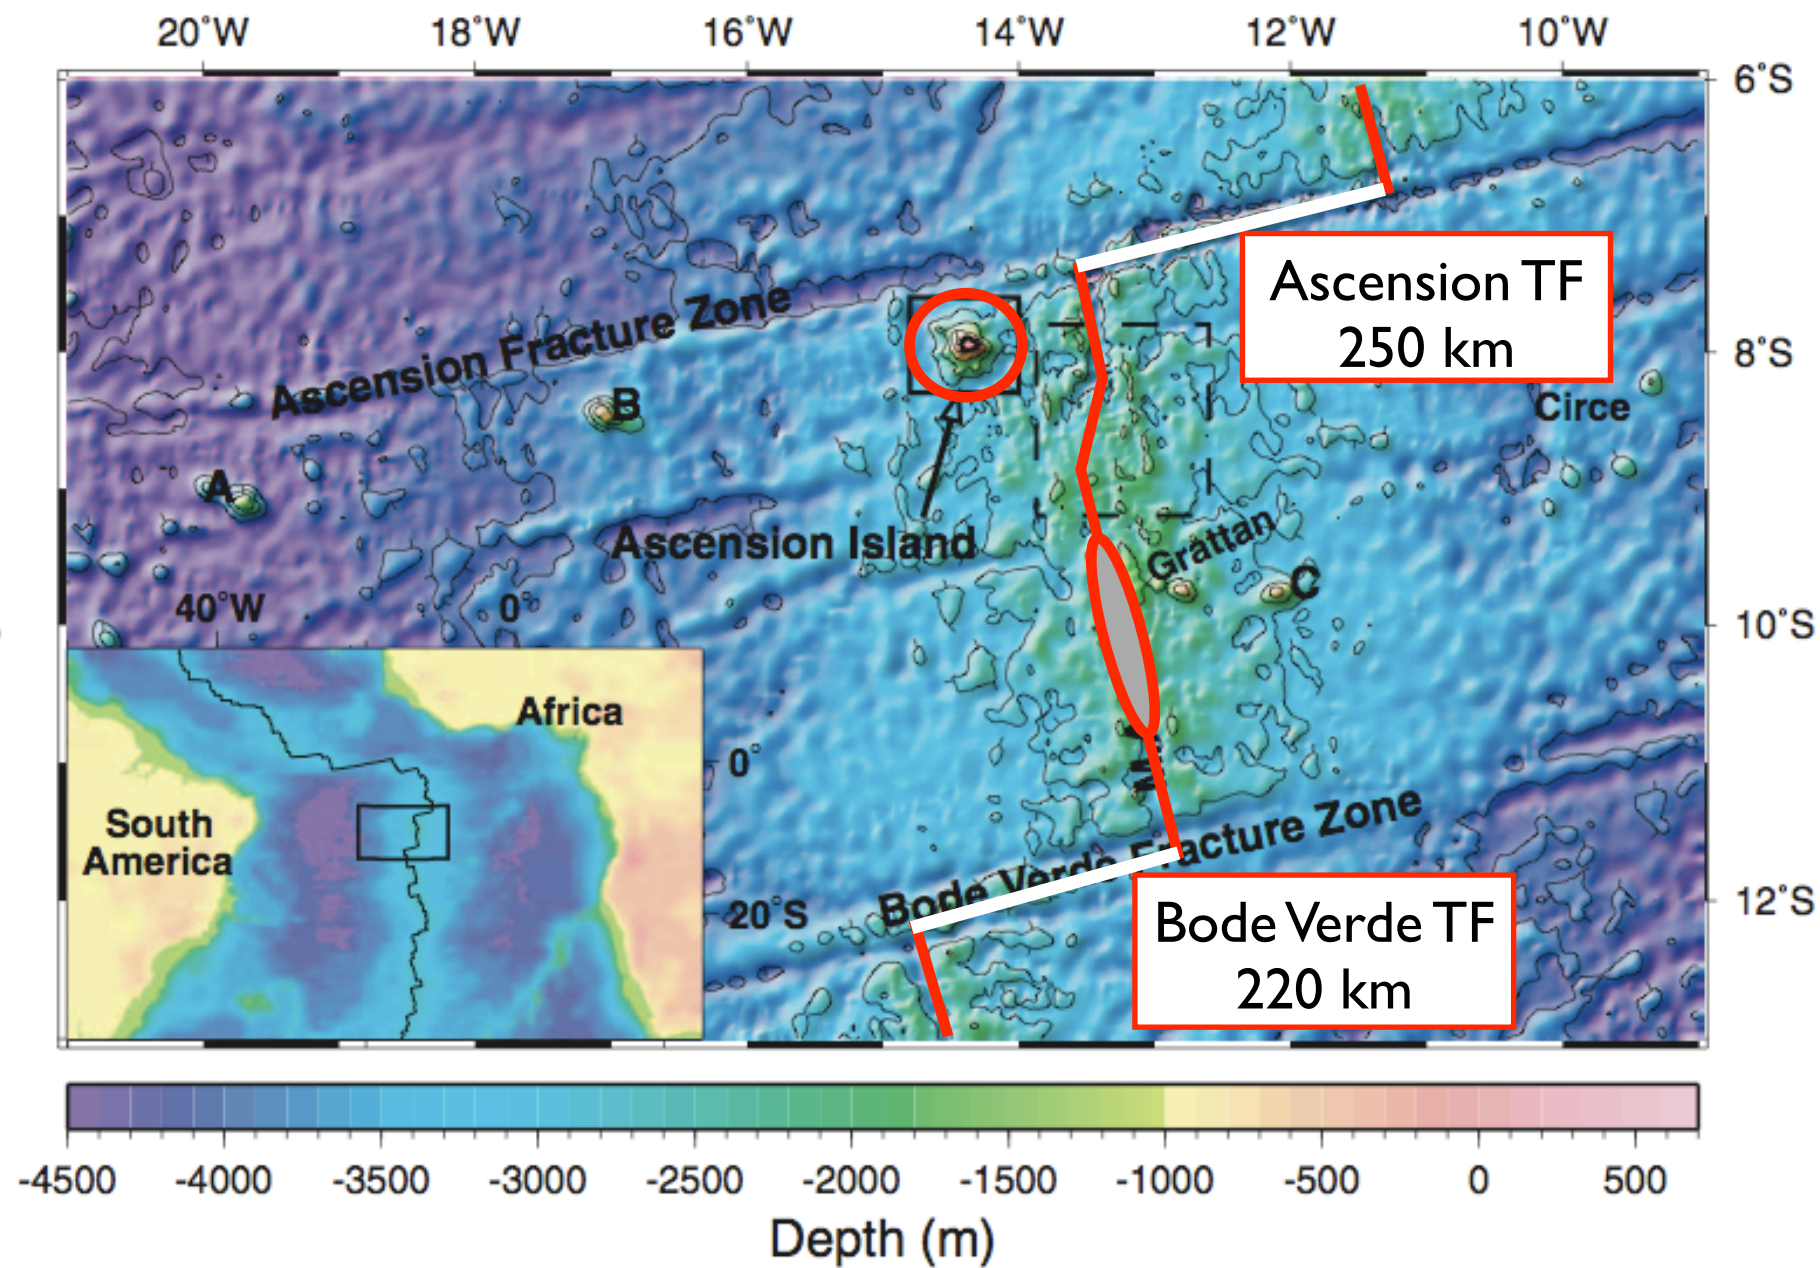 20°W 18°W 16°W 14°W 12°W 10°W
6°S
Ascension TF
250 km
Ascension Fracture Zone
8°S
B
Circe
A
Ascension Island
Grattan
C
40°W 0°
10°S
Africa
0°
South
America
Bode Verde Fracture Zone
20°S
12°S
Bode Verde TF
220 km
-4500 -4000 -3500 -3000 -2500 -2000 -1500 -1000 -500 0 500
Depth (m)